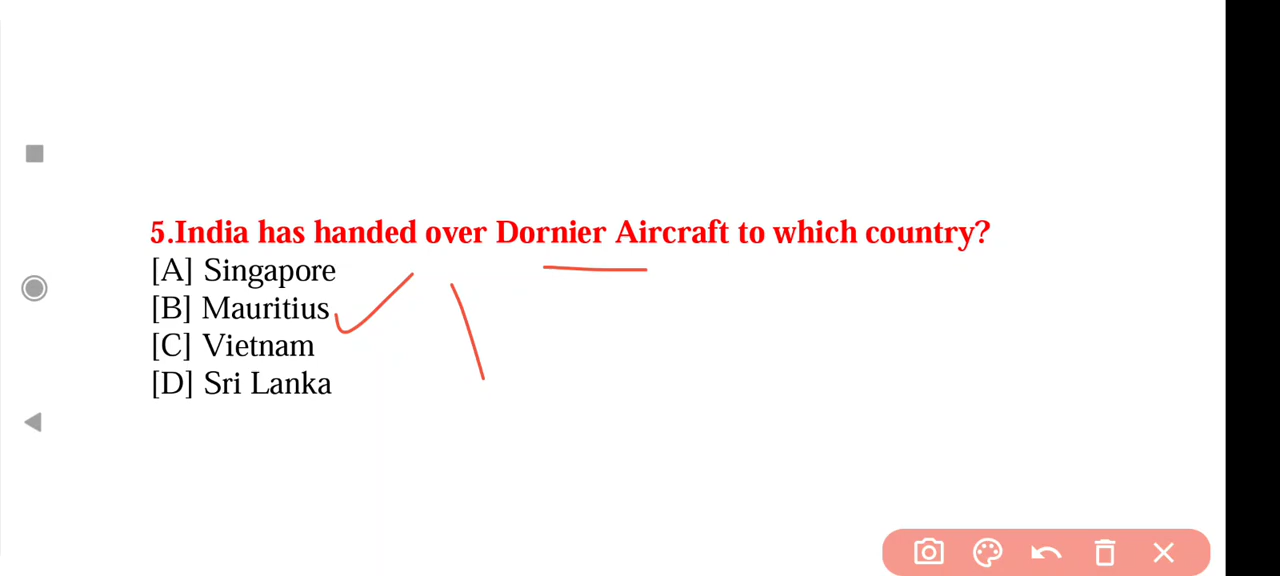 5.India has handed over Dornier Aircraft to which country?
[A] Singapore
[B] Mauritius
[C] Vietnam
[D] Sri Lanka